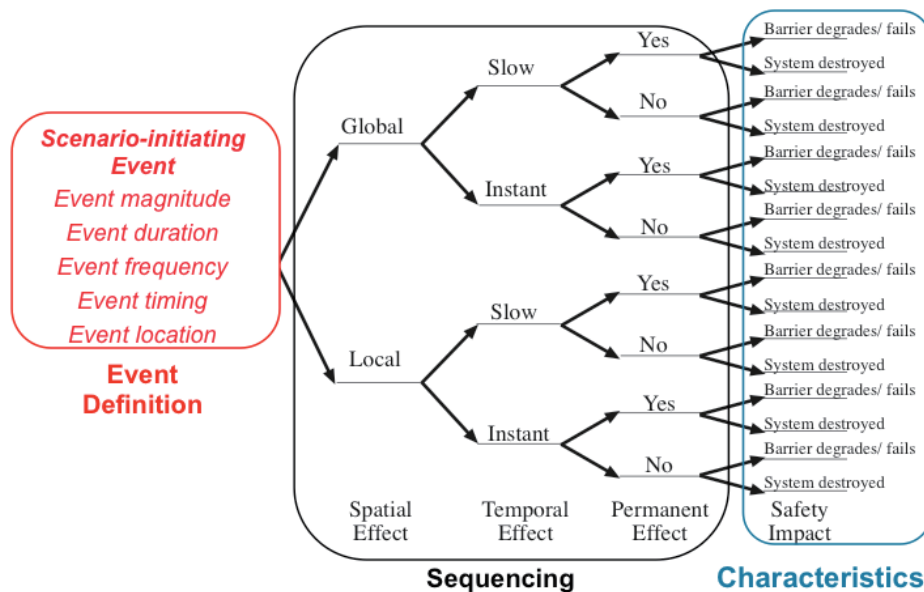 Scenario-initiating
Event
Event magnitude
Event duration
Event frequency
Event timing
Event location
Event
Definition
Global
Local
Spatial
Effect
Slow
Instant
Slow
Instant
Temporal
Effect
Yes
No
Yes
No
Yes
No
Yes
No
Permanent
Effect
Sequencing
Barrier degrades/ fails
System destroyed
Barrier degrades/ fails
System destroyed
Barrier degrades/ fails
System destroyed
Barrier degrades/ fails
System destroyed
Barrier degrades/ fails
System destroyed
Barrier degrades/ fails
System destroyed
Barrier degrades/ fails
System destroyed
Barrier degrades/ fails
System destroyed
Safety
Impact
Characteristics